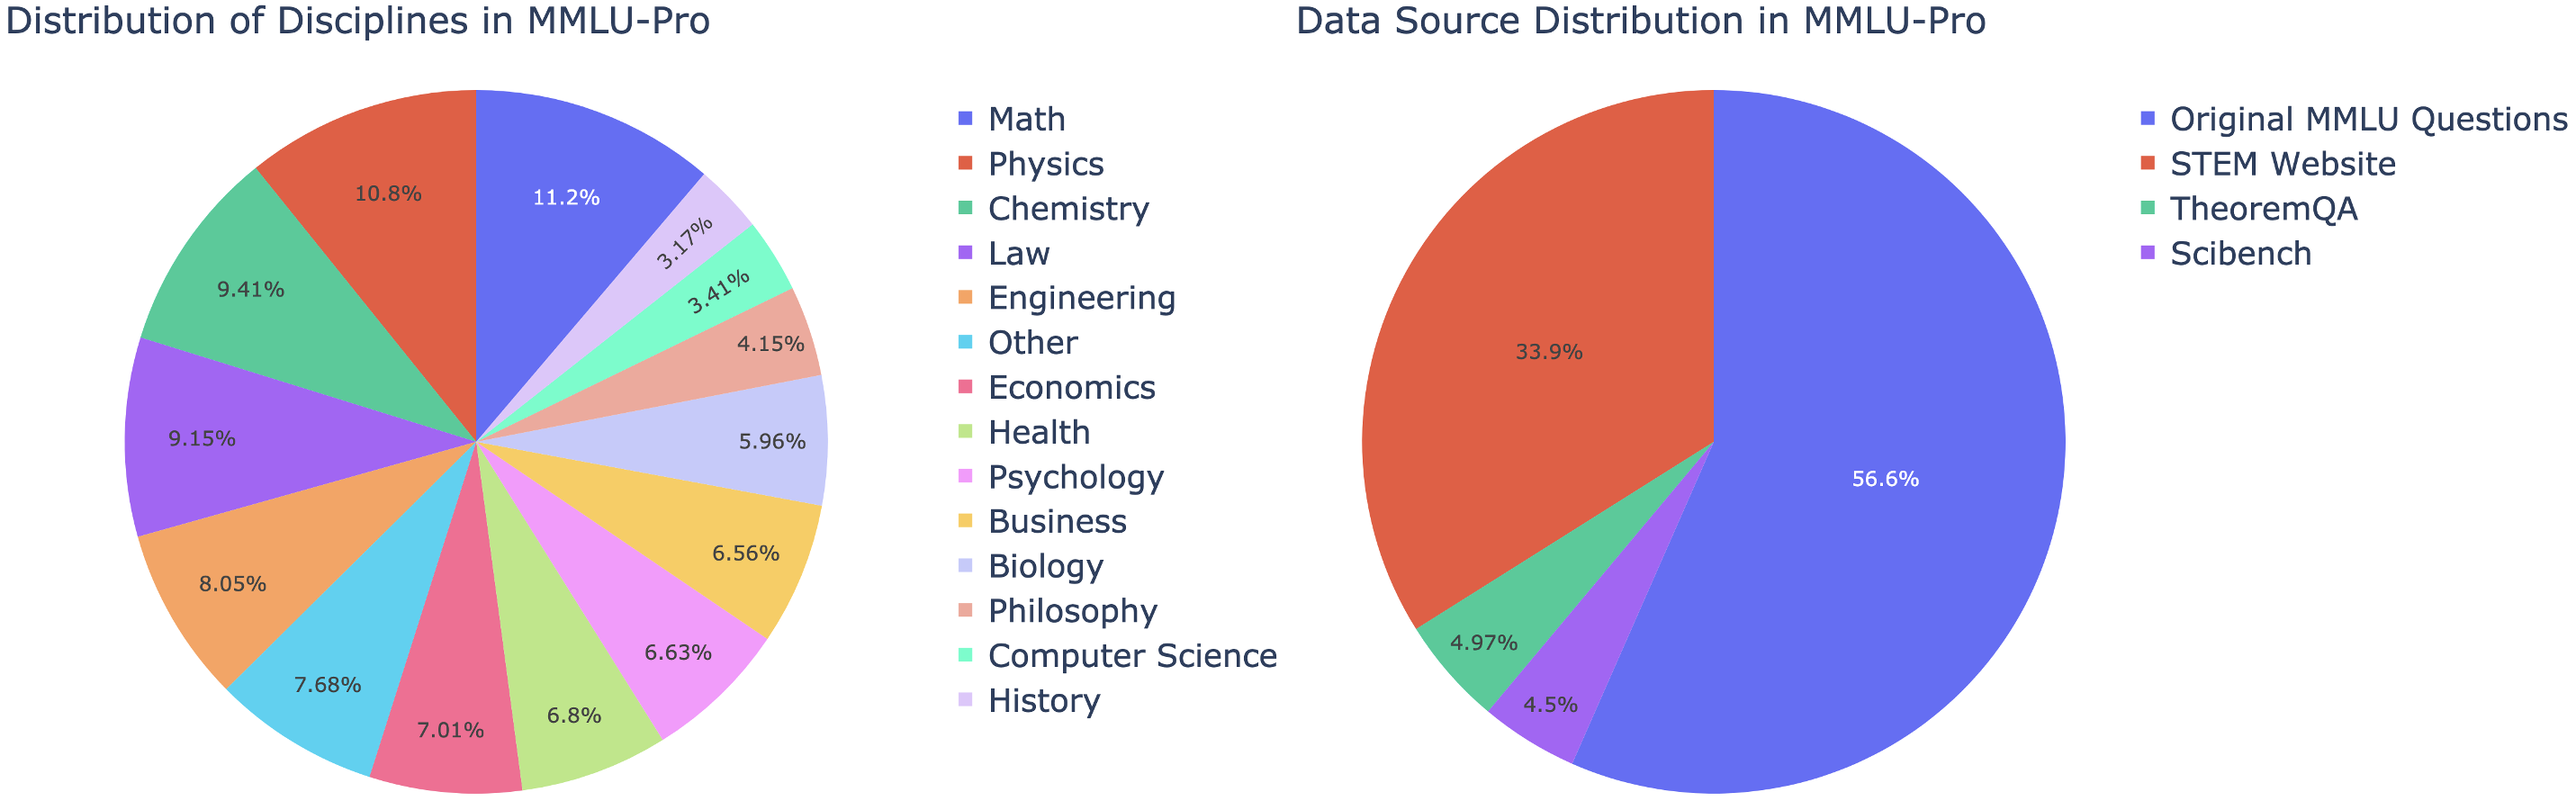 Distribution of Disciplines in MMLU-Pro
11.2%
10.8%
9.41%
9.15%
8.05%
7.68%
7.01%
6.8%
6.63%
6.56%
5.96%
4.15%
3.41%
3.17%
Math
Physics
Chemistry
Law
Engineering
Other
Economics
Health
Psychology
Business
Biology
Philosophy
Computer Science
History
Data Source Distribution in MMLU-Pro
56.6%
33.9%
4.97%
4.5%
Original MMLU Questions
STEM Website
TheoremQA
Scibench